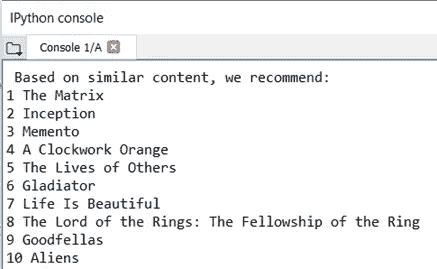 IPython console
Console 1/A
Based on similar content, we recommend:
1 The Matrix
2 Inception
3 Memento
4 A Clockwork Orange
5 The Lives of Others
6 Gladiator
7 Life Is Beautiful
8 The Lord of the Rings: The Fellowship of the Ring
9 Goodfellas
10 Aliens